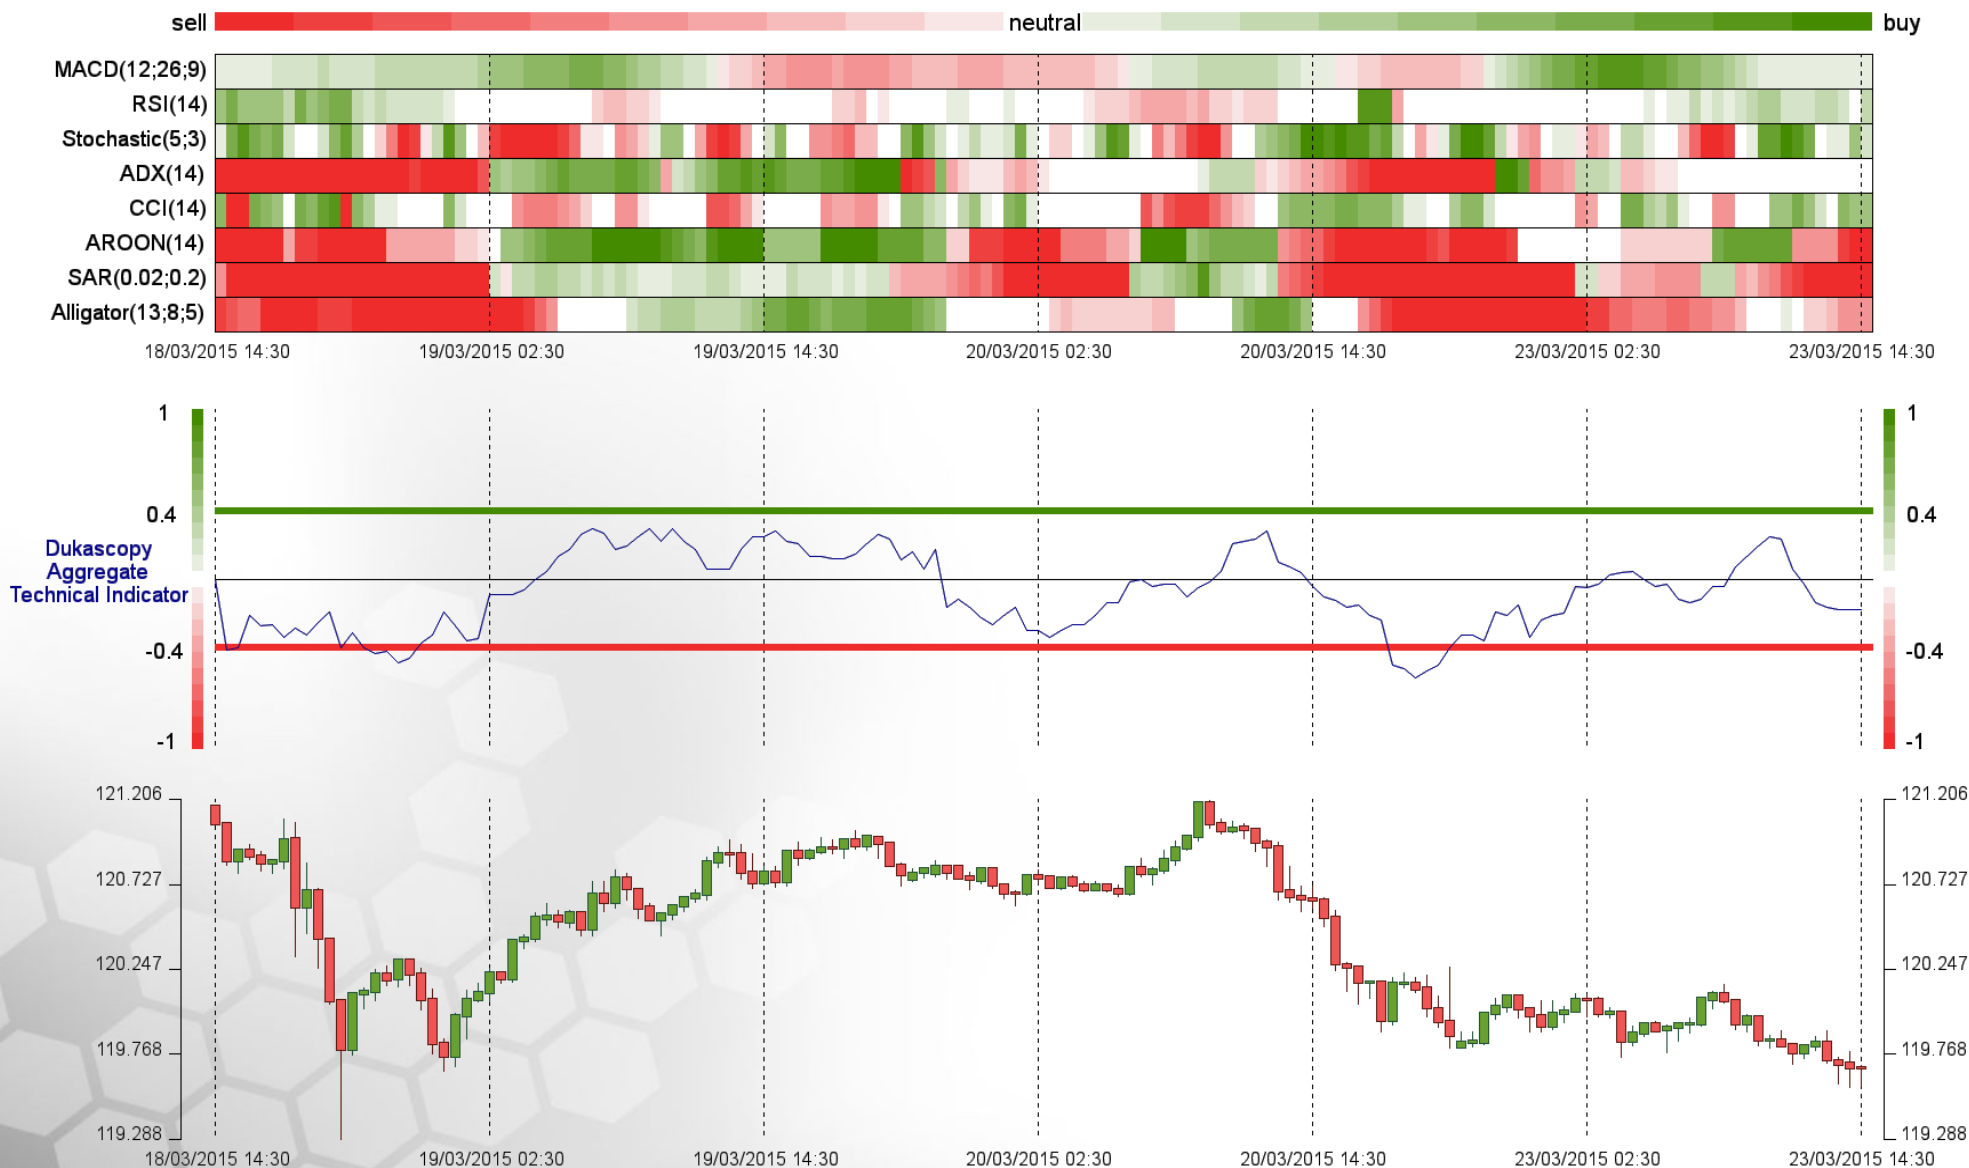 sell neutral buy
MACD(12;26;9)
RSI(14)
Stochastic(5;3)
ADX(14)
CCI(14)
AROON(14)
SAR(0.02;0.2)
Alligator(13;8;5)
18/03/2015 14:30 19/03/2015 02:30 19/03/2015 14:30 20/03/2015 02:30 20/03/2015 14:30 23/03/2015 02:30 23/03/2015 14:30
1 1
0.4 0.4
Dukascopy
Aggregate
Technical Indicator
-0.4 -0.4
-1 -1
121.206 121.206
120.727 120.727
120.247 120.247
119.768 119.768
119.288 119.288
18/03/2015 14:30 19/03/2015 02:30 19/03/2015 14:30 20/03/2015 02:30 20/03/2015 14:30 23/03/2015 02:30 23/03/2015 14:30